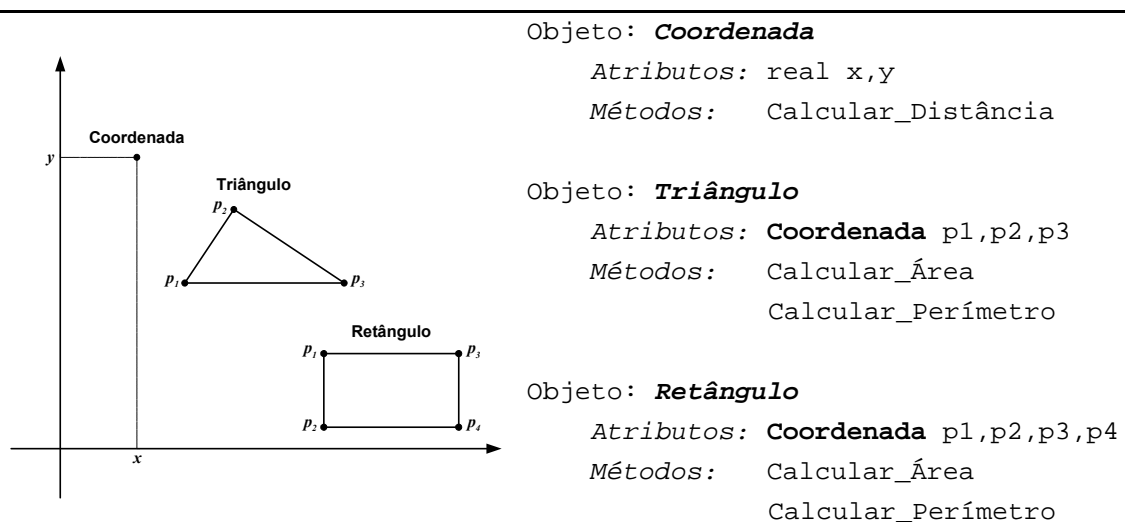 Coordenada
y
x
Triângulo
p2
p1 p3
Retângulo
p1 p3
p2 p4
Objeto: Coordenada
Atributos: real x,y
Métodos: Calcular_Distância
Objeto: Triângulo
Atributos: Coordenada p1,p2,p3
Métodos: Calcular_Área
Calcular_Perímetro
Objeto: Retângulo
Atributos: Coordenada p1,p2,p3,p4
Métodos: Calcular_Área
Calcular_Perímetro